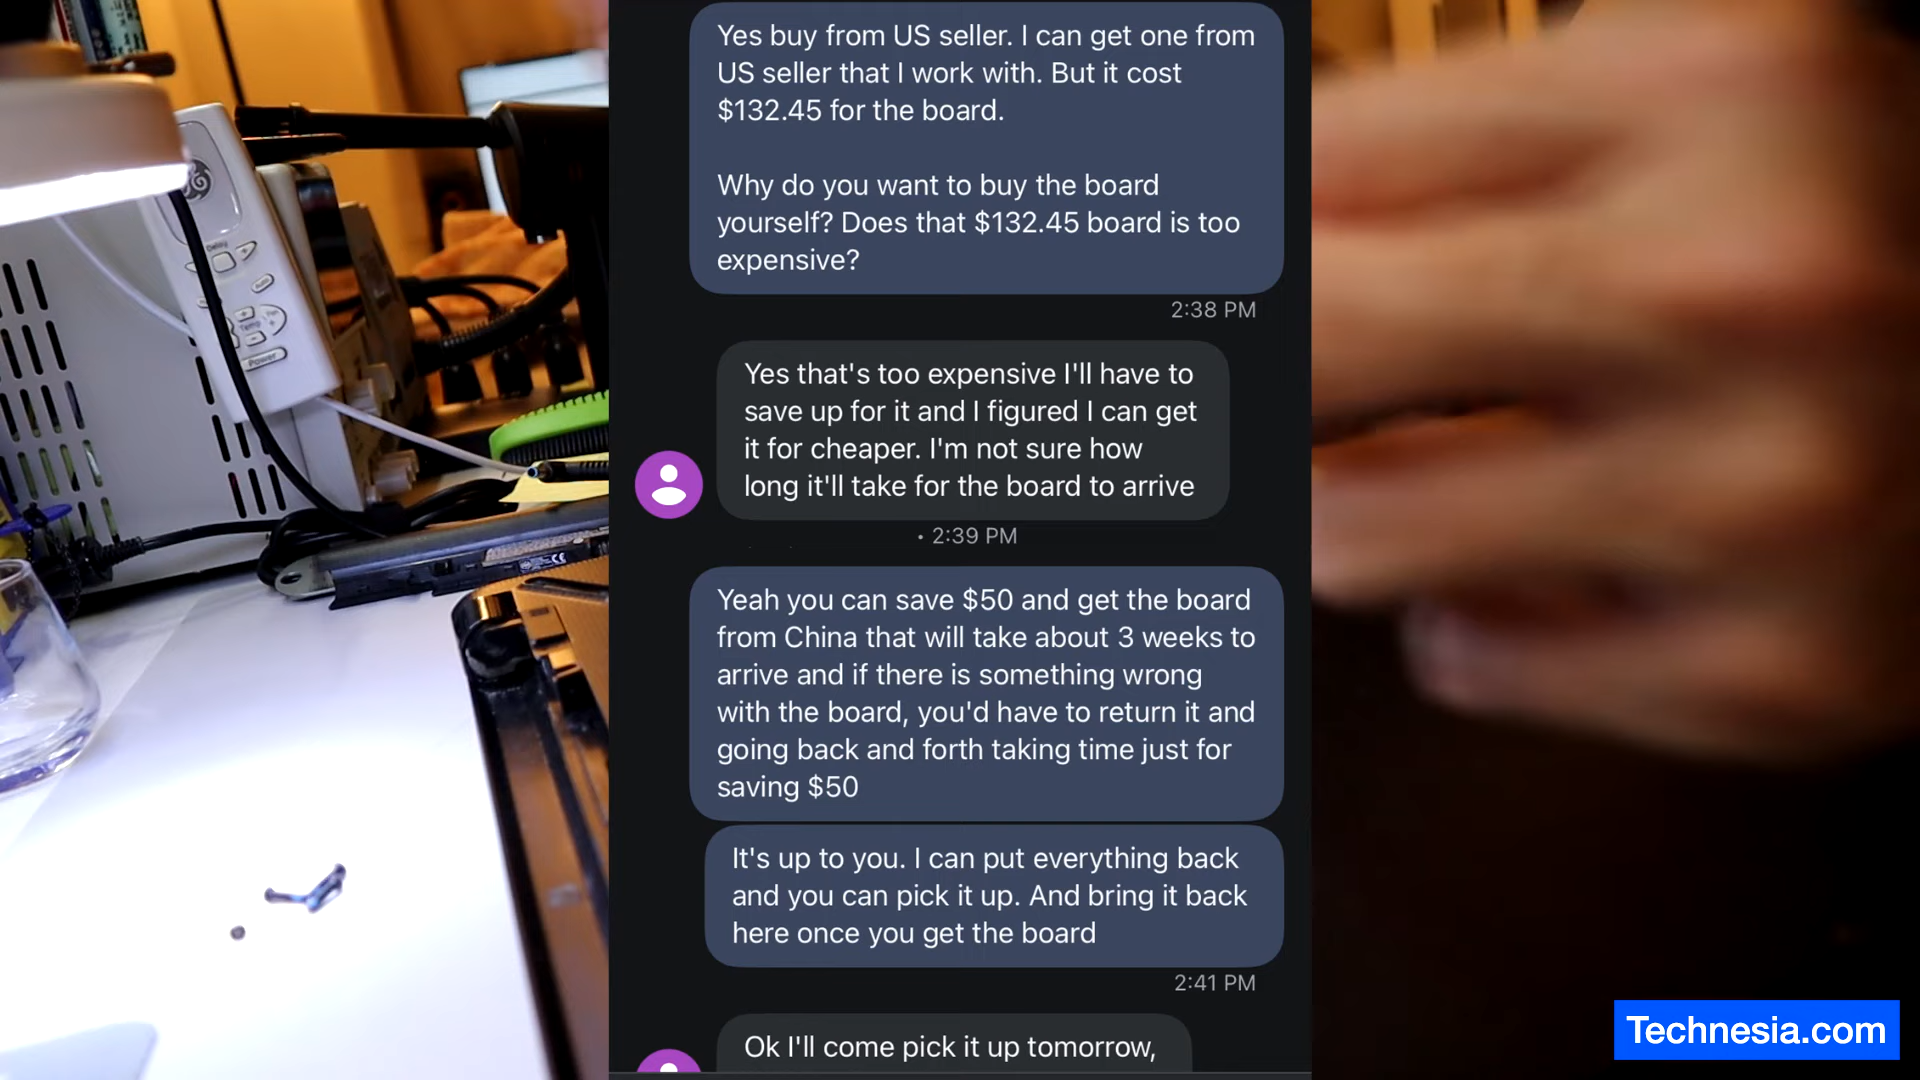 Yes buy from US seller. I can get one from
US seller that I work with. But it cost
$132.45 for the board.
Why do you want to buy the board
yourself? Does that $132.45 board is too
expensive?
2:38 PM
Yes that's too expensive I'll have to
save up for it and I figured I can get
it for cheaper. I'm not sure how
long it'll take for the board to arrive
• 2:39 PM
Yeah you can save $50 and get the board
from China that will take about 3 weeks to
arrive and if there is something wrong
with the board, you'd have to return it and
going back and forth taking time just for
saving $50
It's up to you. I can put everything back
and you can pick it up. And bring it back
here once you get the board
2:41 PM
Ok I'll come pick it up tomorrow,
Technesia.com
GE
Delay
Auto
Temp
Fan
Power
CE